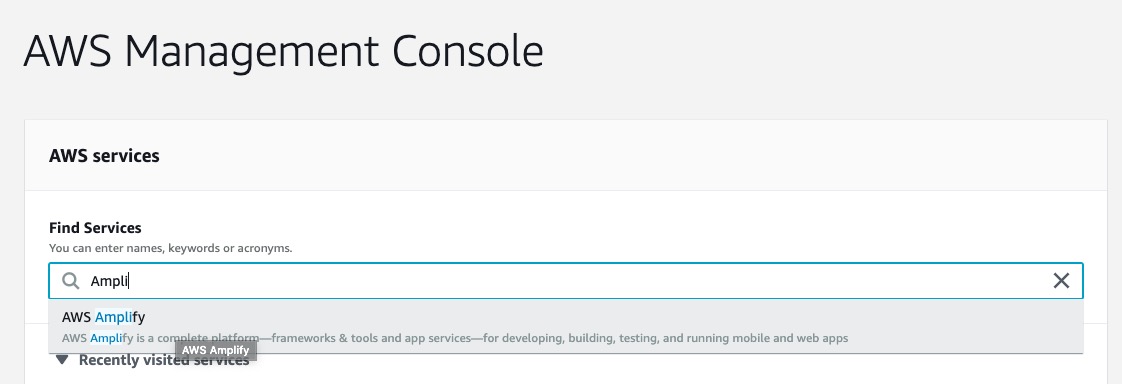 AWS Management Console
AWS services
Find Services
You can enter names, keywords or acronyms.
Ampli
AWS Amplify
AWS Amplify is a complete platform—frameworks & tools and app services—for developing, building, testing, and running mobile and web apps
AWS Amplify
Recently visited services